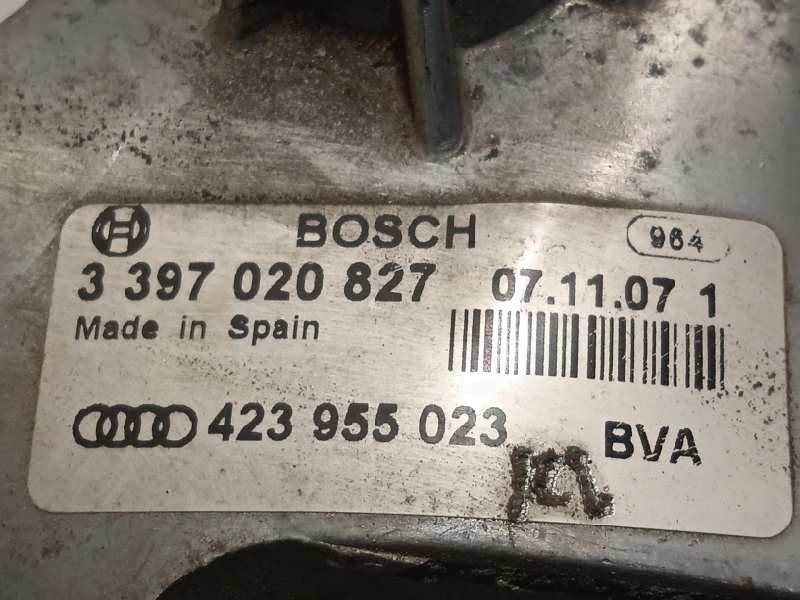 BOSCH 964
3 397 020 827 07.11.07 1
Made in Spain
423 955 023 BVA